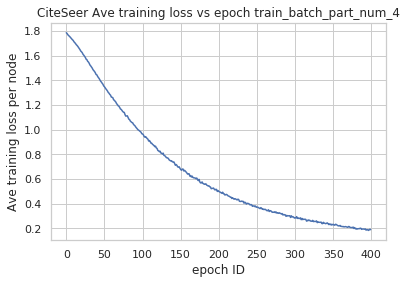 CiteSeer Ave training loss vs epoch train_batch_part_num_4
1.8
1.6
1.4
1.2
1.0
0.8
0.6
0.4
0.2
Ave training loss per node
0 50 100 150 200 250 300 350 400
epoch ID